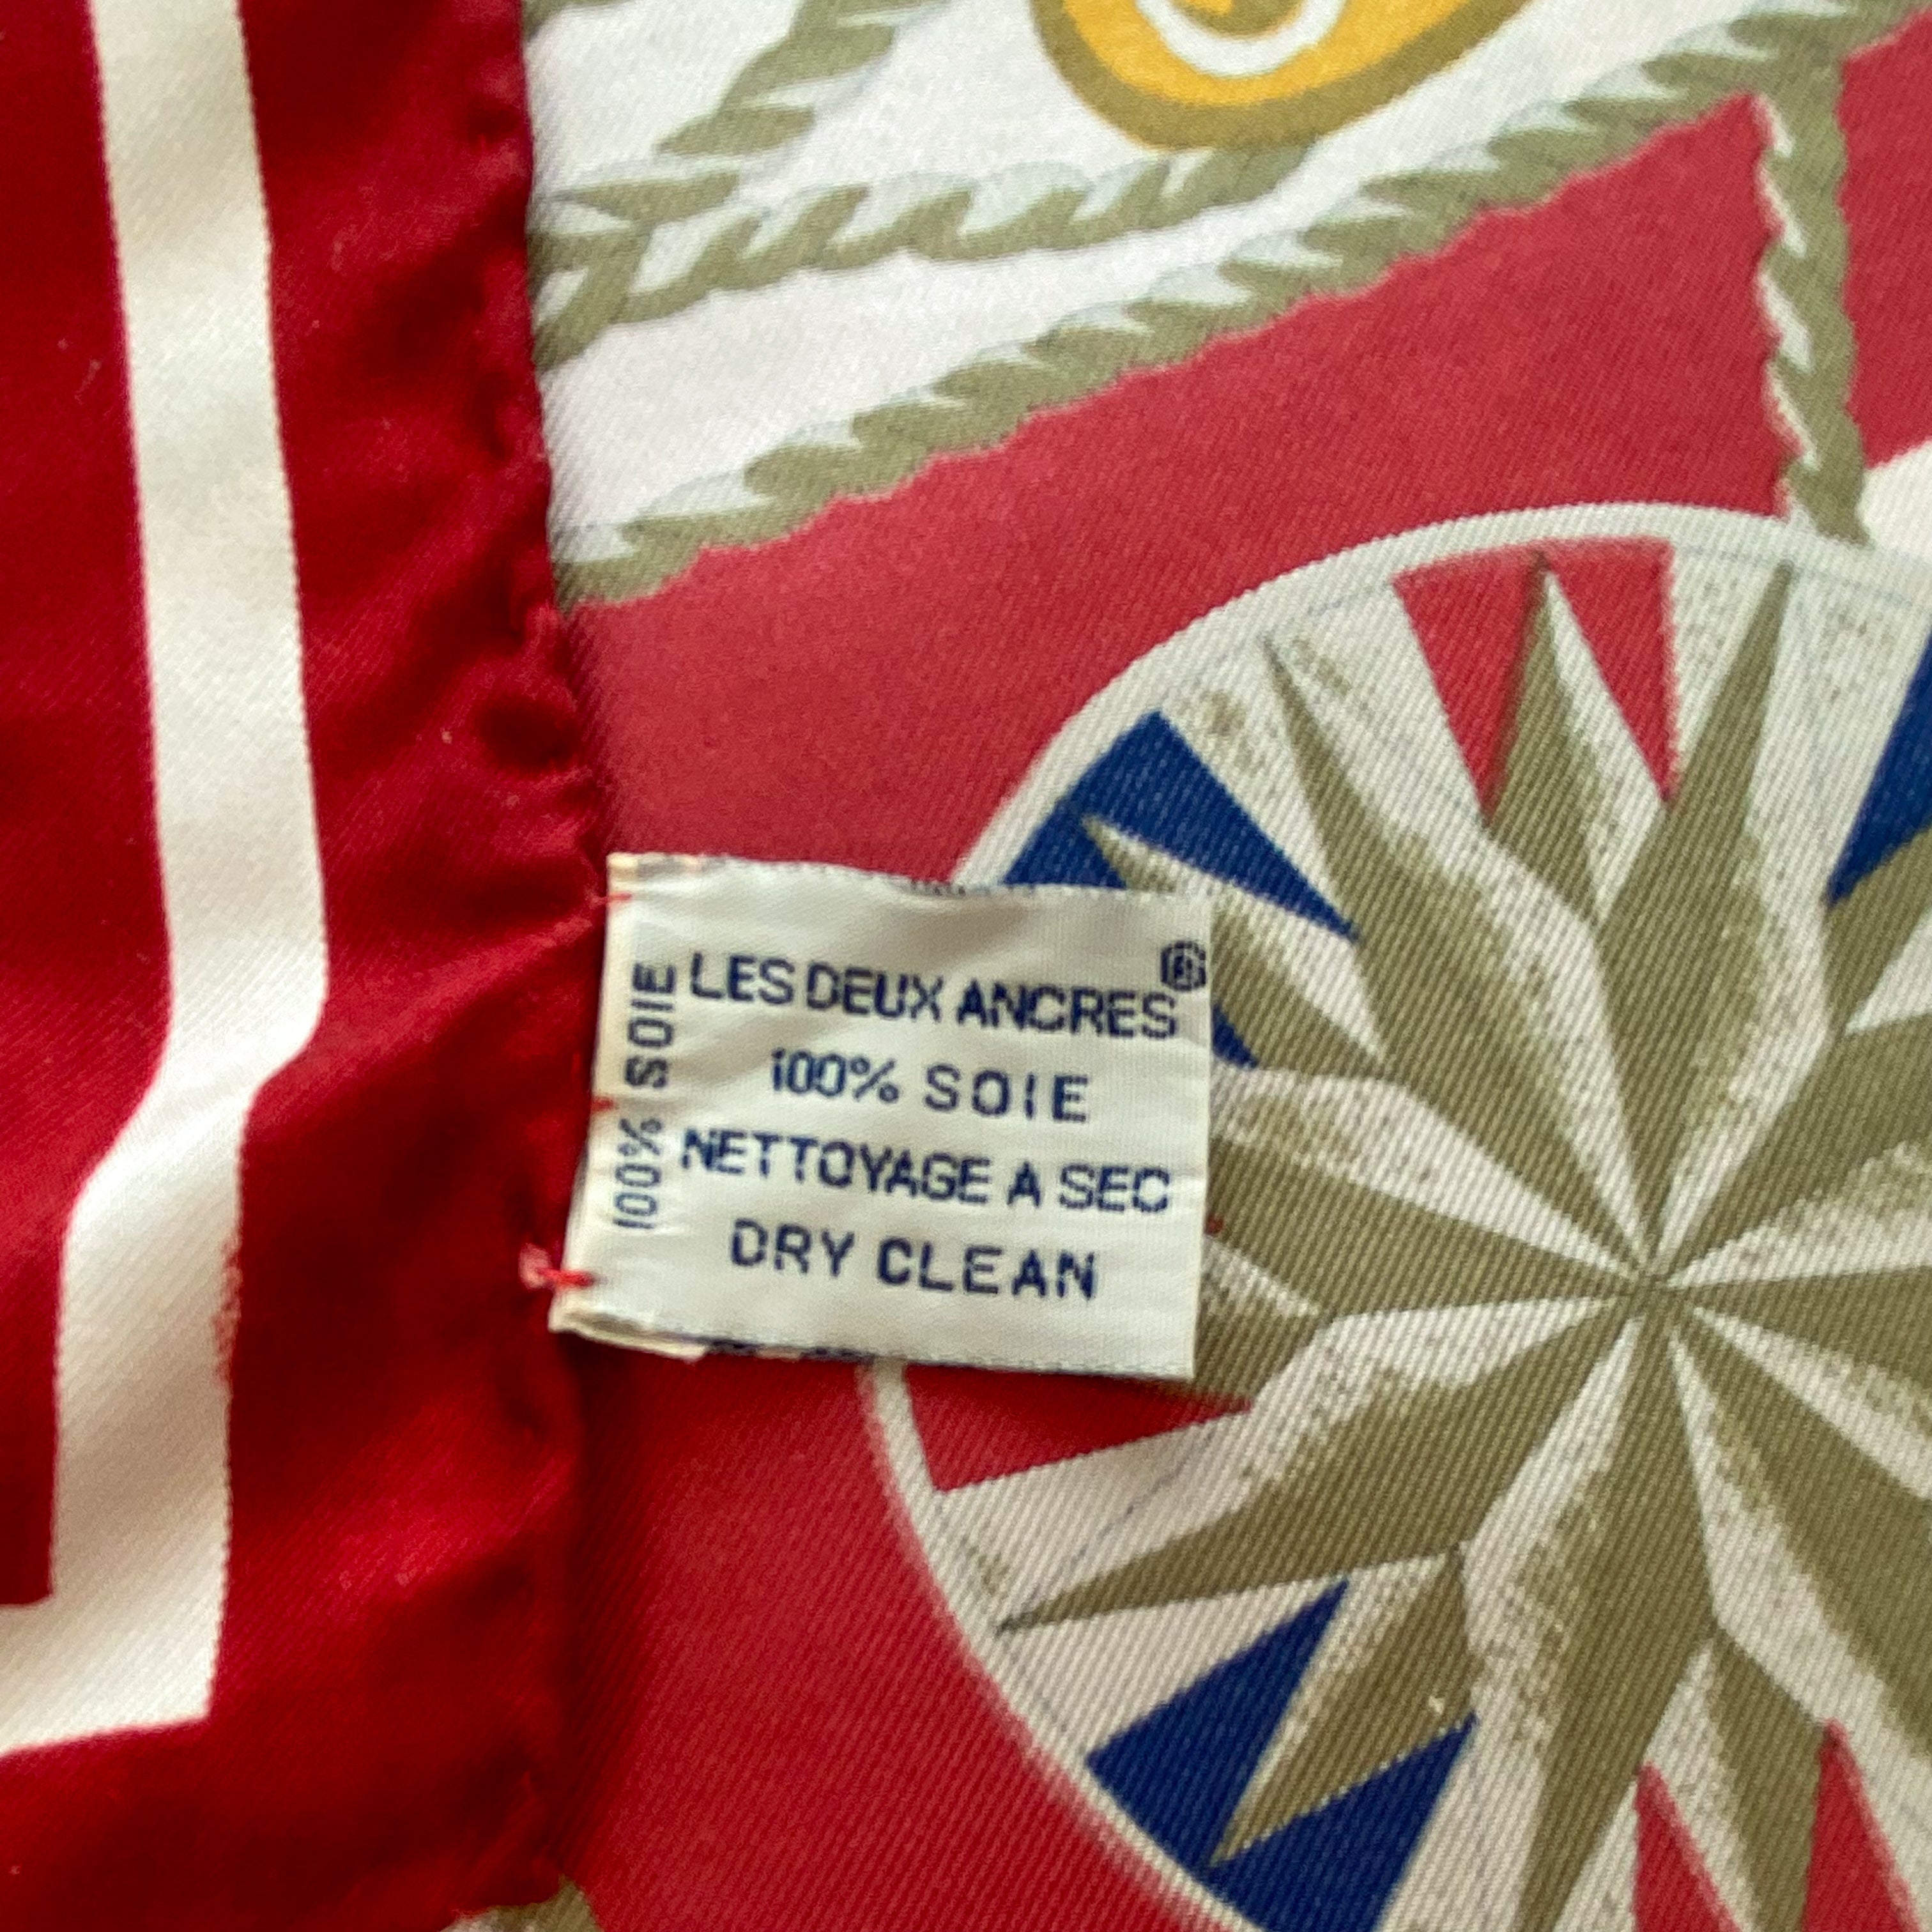 LES DEUX ANCRES®
100% SOIE
NETTOYAGE A SEC
DRY CLEAN
100% SOIE